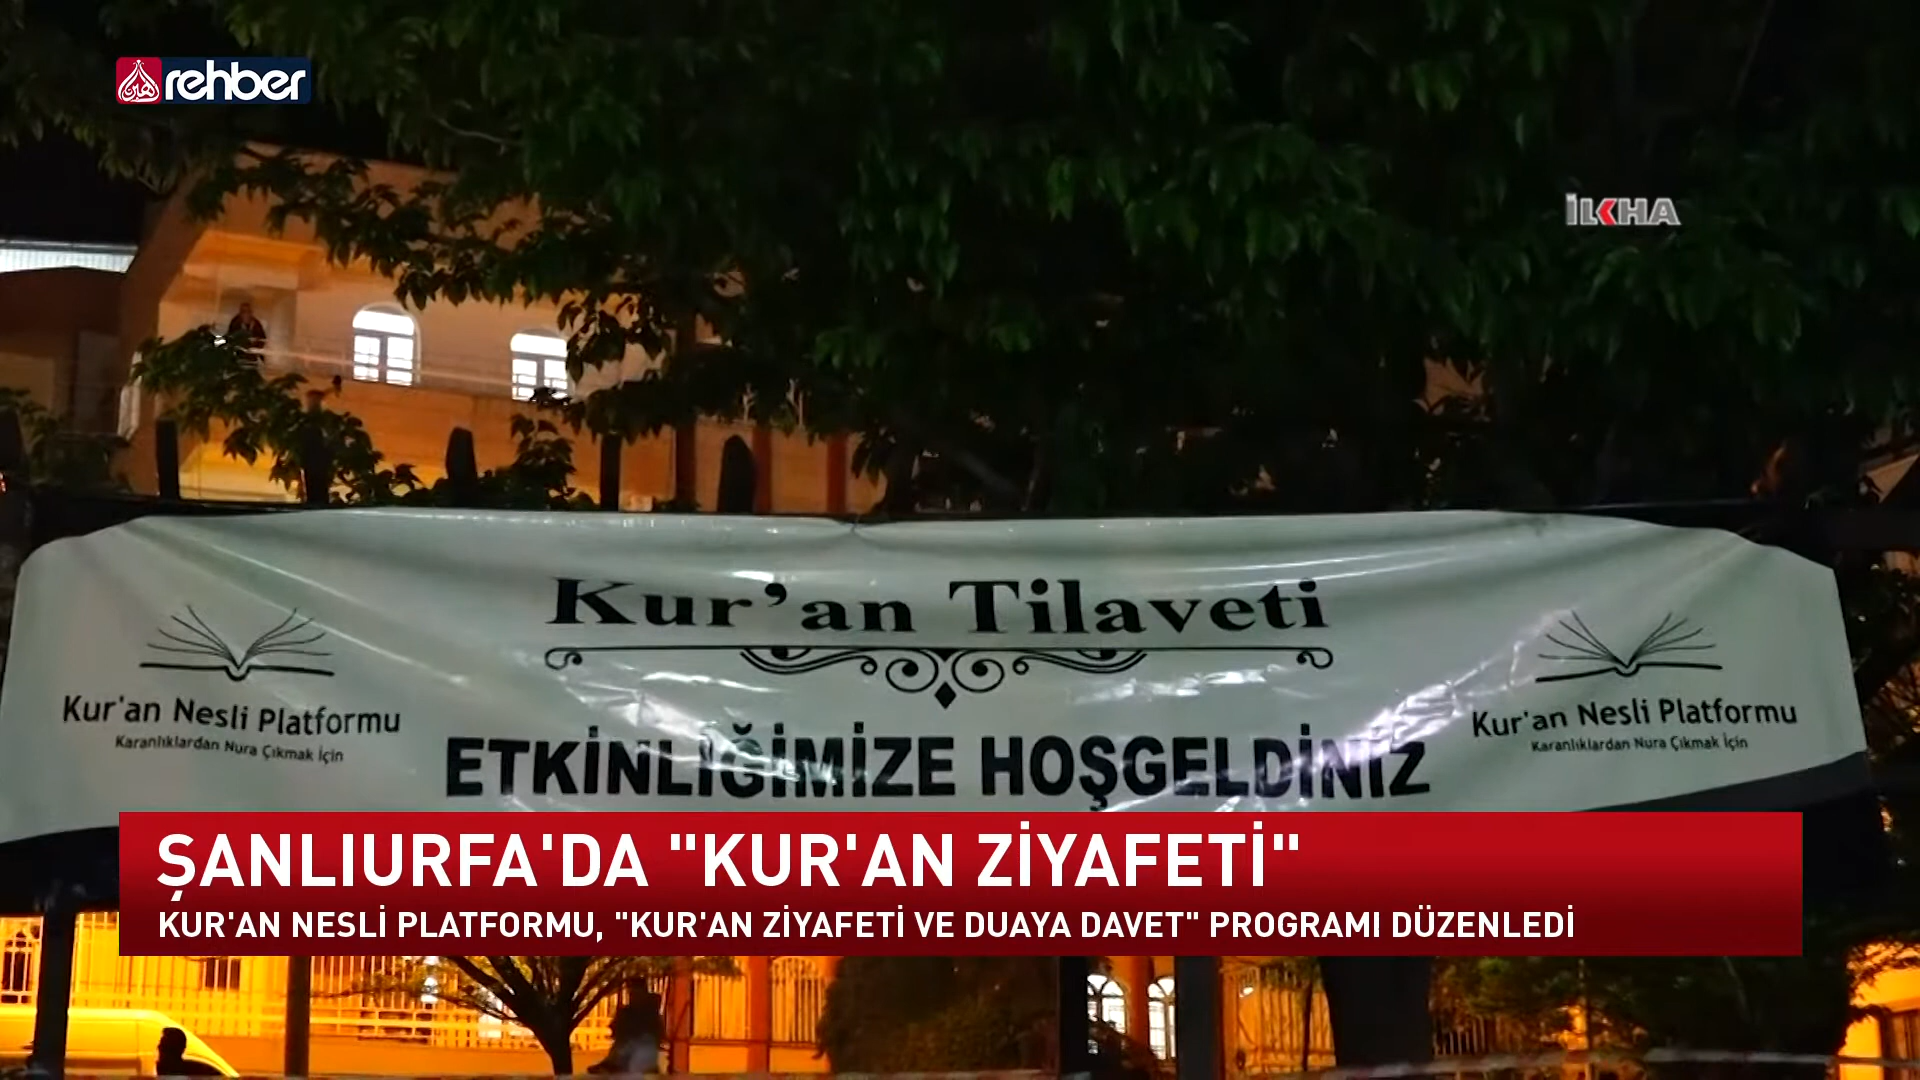 rehber
İLKHA
Kur'an Tilaveti
Kur'an Nesli Platformu
Karanlıklardan Nura Çıkmak İçin
Kur'an Nesli Platformu
Karanlıklardan Nura Çıkmak İçin
ETKİNLİĞİMİZE HOŞGELDİNİZ
ŞANLIURFA'DA "KUR'AN ZİYAFETİ"
KUR'AN NESLİ PLATFORMU, "KUR'AN ZİYAFETİ VE DUAYA DAVET" PROGRAMI DÜZENLEDİ